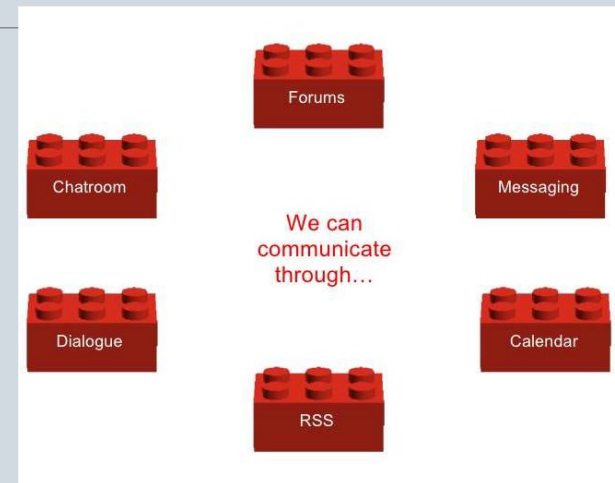 Forums
Chatroom
Messaging
We can
communicate
through...
Dialogue
Calendar
RSS